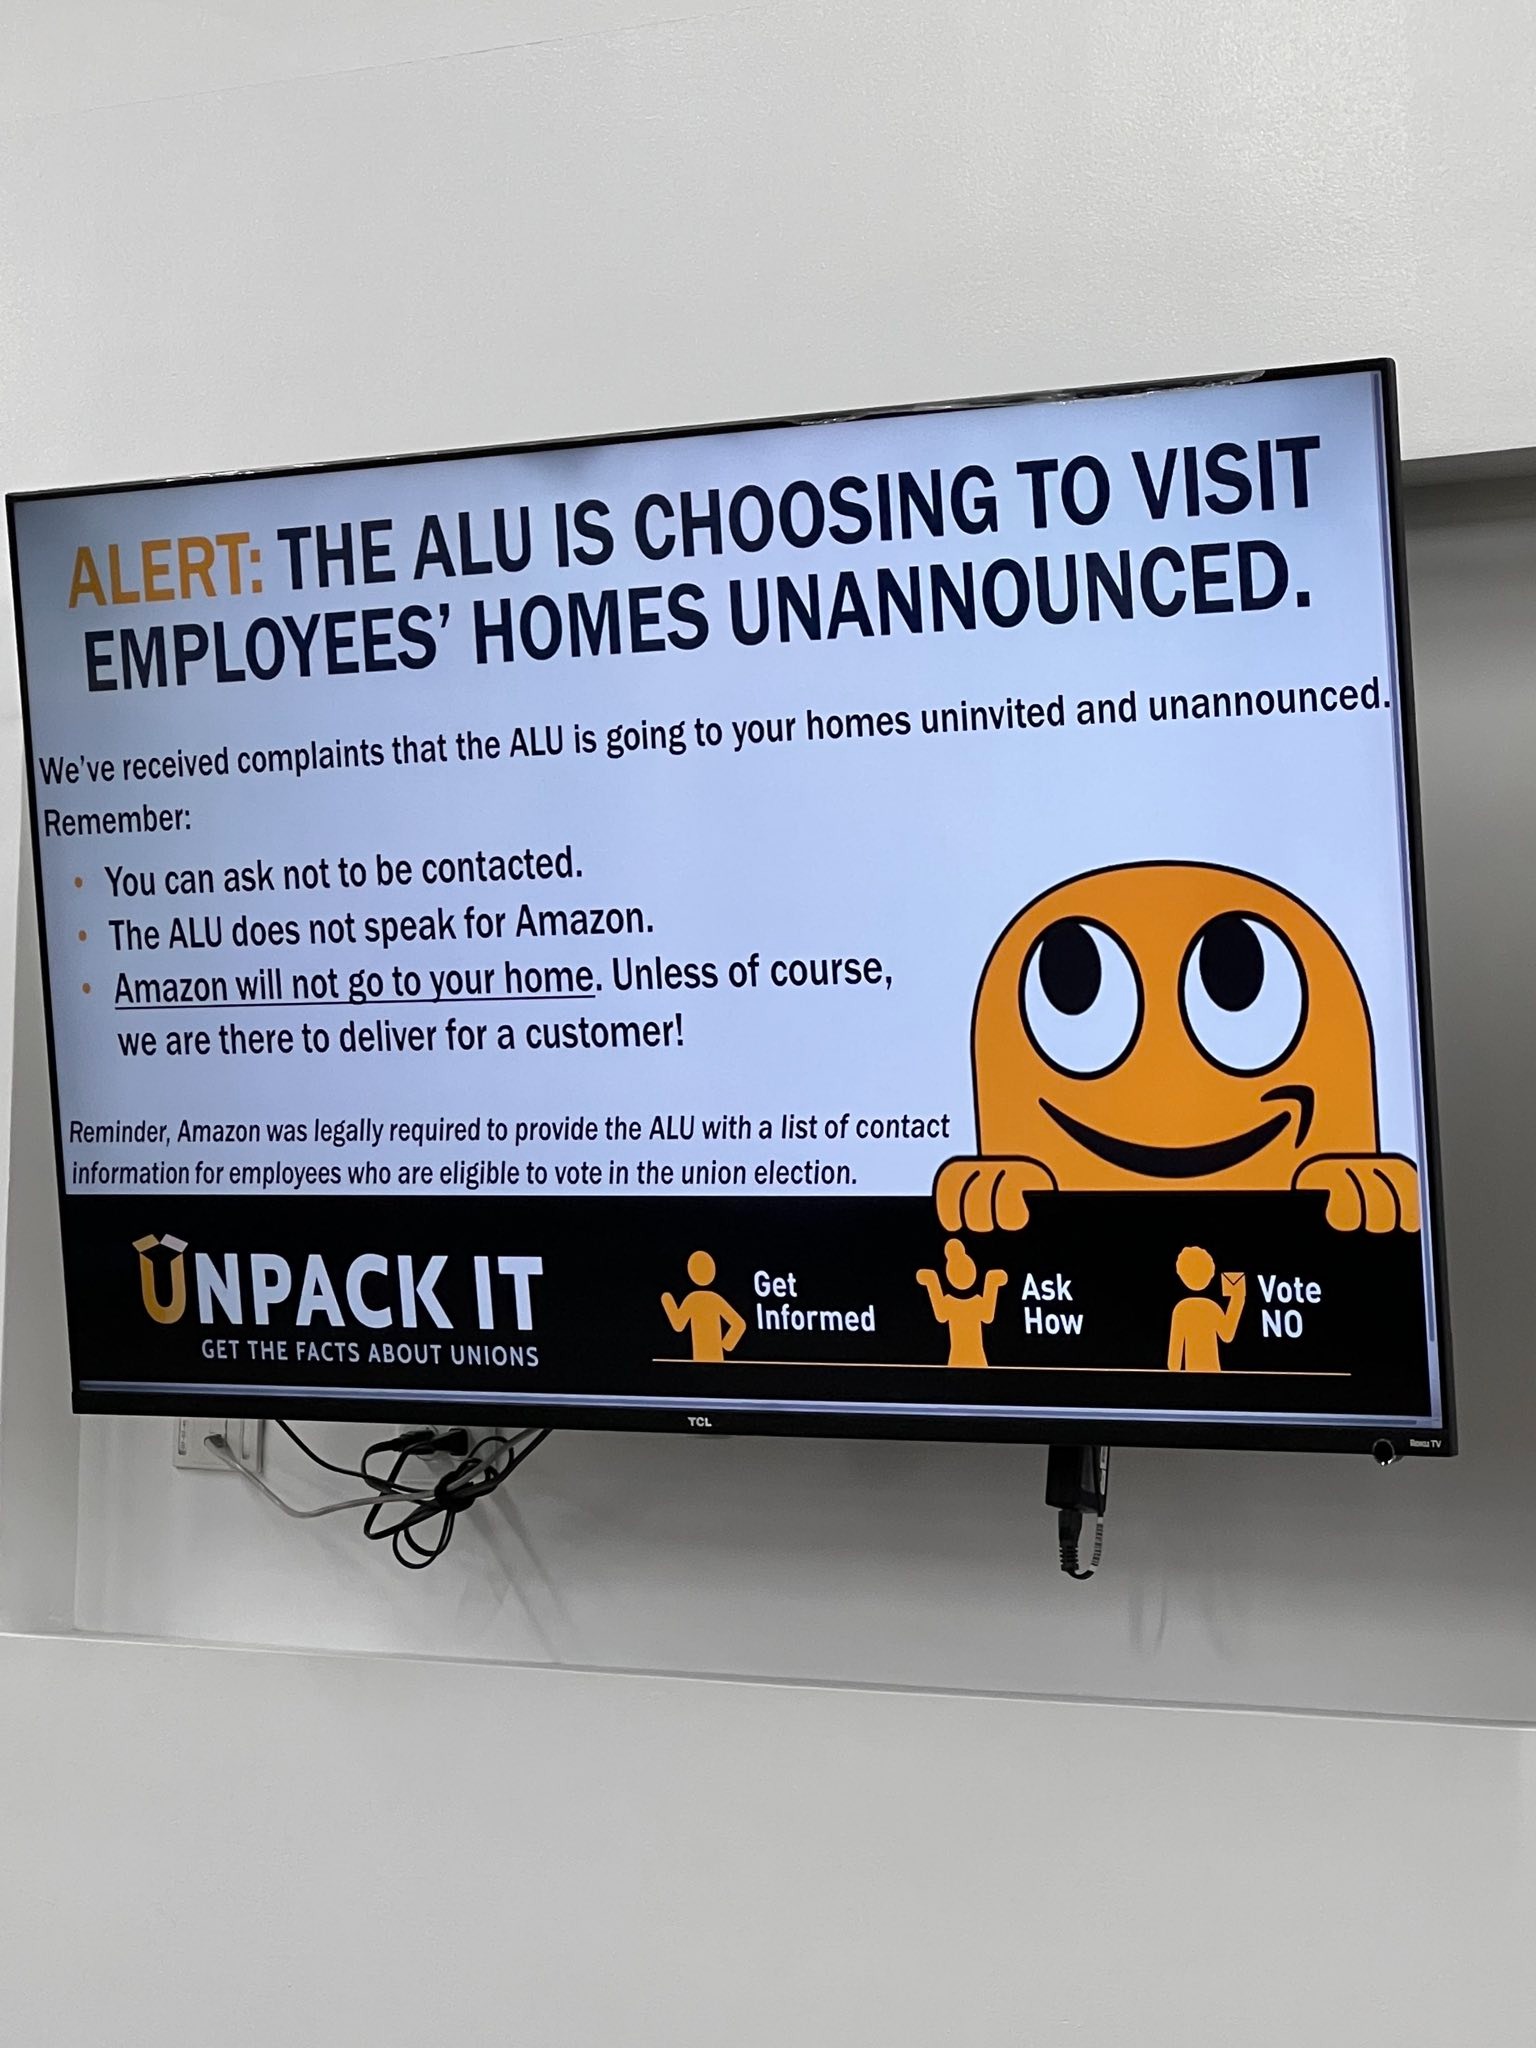 ALERT: THE ALU IS CHOOSING TO VISIT
EMPLOYEES' HOMES UNANNOUNCED.
We've received complaints that the ALU is going to your homes uninvited and unannounced.
Remember:
• You can ask not to be contacted.
• The ALU does not speak for Amazon.
• Amazon will not go to your home. Unless of course,
we are there to deliver for a customer!
Reminder, Amazon was legally required to provide the ALU with a list of contact
information for employees who are eligible to vote in the union election.
UNPACK IT
GET THE FACTS ABOUT UNIONS
Get
Informed
Ask
How
Vote
NO
TCL
Roku TV